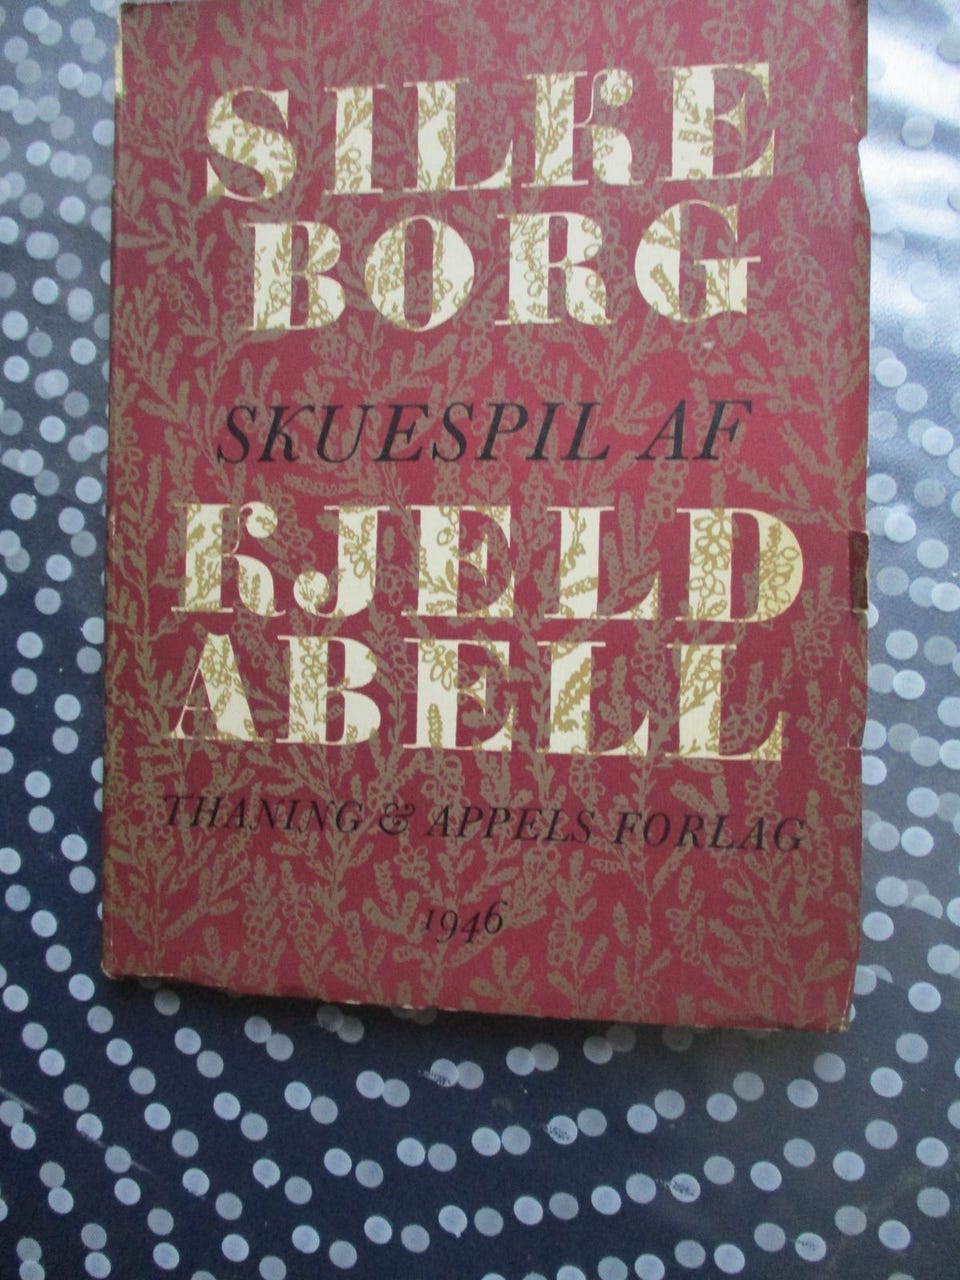 SILKE
BORG
SKUESPIL AF
KJELD
ABELL
THANING & APPELS FORLAG
1946